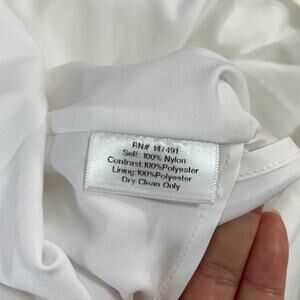 RN# 147491
Self: 100% Nylon
Contrast:100%Polyester
Lining:100%Polyester
Dry Clean Only